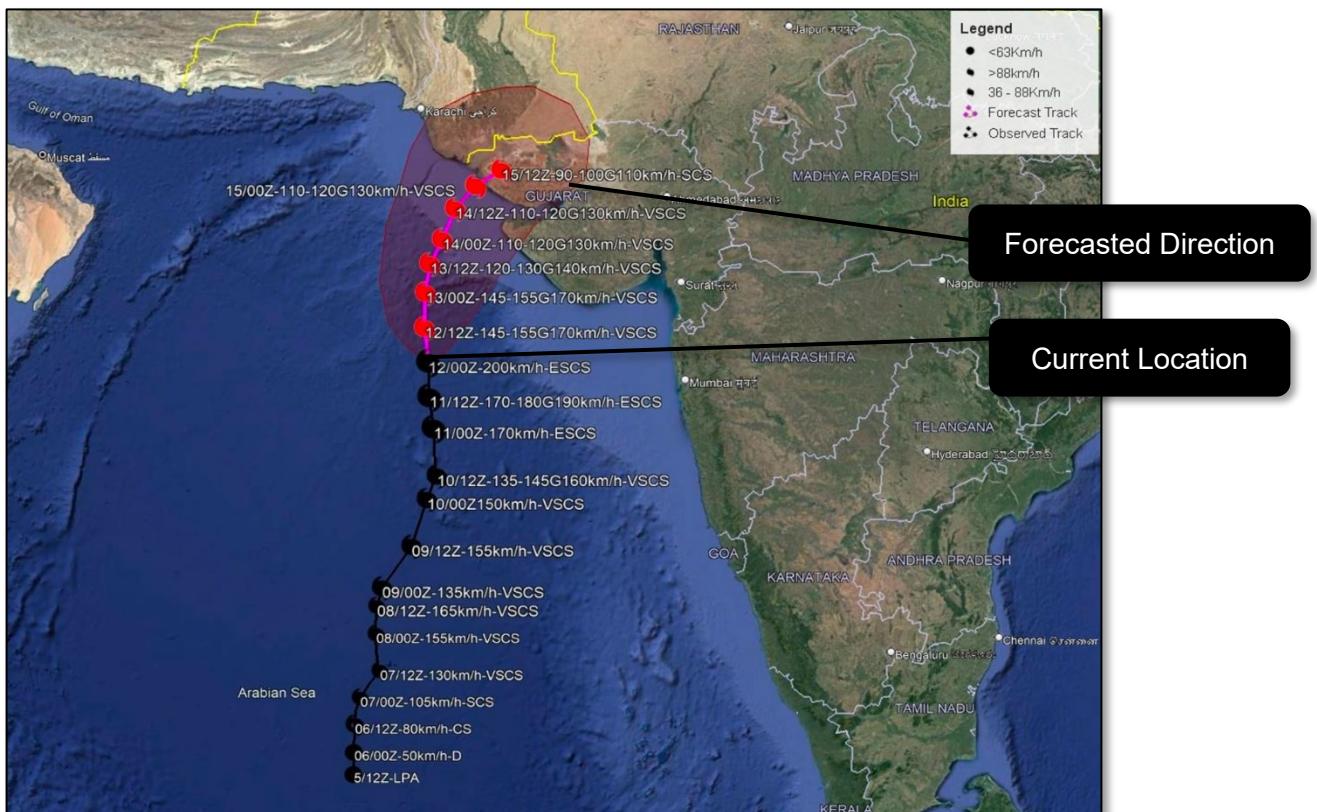 RAJASTHAN
Jaipur जयपुर
Legend
<63Km/h
>88km/h
36 - 88Km/h
Forecast Track
Observed Track
Gulf of Oman
Karachi کراچی
Muscat مسقط
15/12Z-90-100G110km/h-SCS
15/00Z-110-120G130km/h-VSCS
GUJARAT
MADHYA PRADESH
India
14/12Z-110-120G130km/h-VSCS
Forecasted Direction
14/00Z-110-120G130km/h-VSCS
13/12Z-120-130G140km/h-VSCS
Surat
Nagpur
13/00Z-145-155G170km/h-VSCS
12/12Z-145-155G170km/h-VSCS
MAHARASHTRA
Current Location
12/00Z-200km/h-ESCS
Mumbai मुंबई
11/12Z-170-180G190km/h-ESCS
11/00Z-170km/h-ESCS
TELANGANA
Hyderabad
10/12Z-135-145G160km/h-VSCS
10/00Z150km/h-VSCS
09/12Z-155km/h-VSCS
GOA
ANDHRA PRADESH
KARNATAKA
09/00Z-135km/h-VSCS
08/12Z-165km/h-VSCS
08/00Z-155km/h-VSCS
Chennai சென்னை
Bengaluru
07/12Z-130km/h-VSCS
Arabian Sea
07/00Z-105km/h-SCS
TAMIL NADU
06/12Z-80km/h-CS
06/00Z-50km/h-D
5/12Z-LPA
KERALA